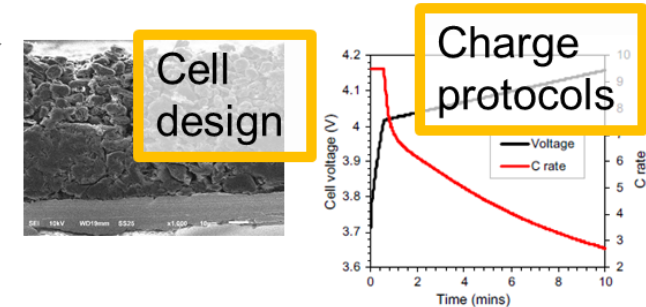 Cell
design
SEI 10kV WD19mm SS25 x1,000 10µm
Charge
protocols
4.2
4.1
4
3.9
3.8
3.7
3.6
Cell voltage (V)
10
9
8
7
6
5
4
3
2
C rate
Voltage
C rate
0 2 4 6 8 10
Time (mins)